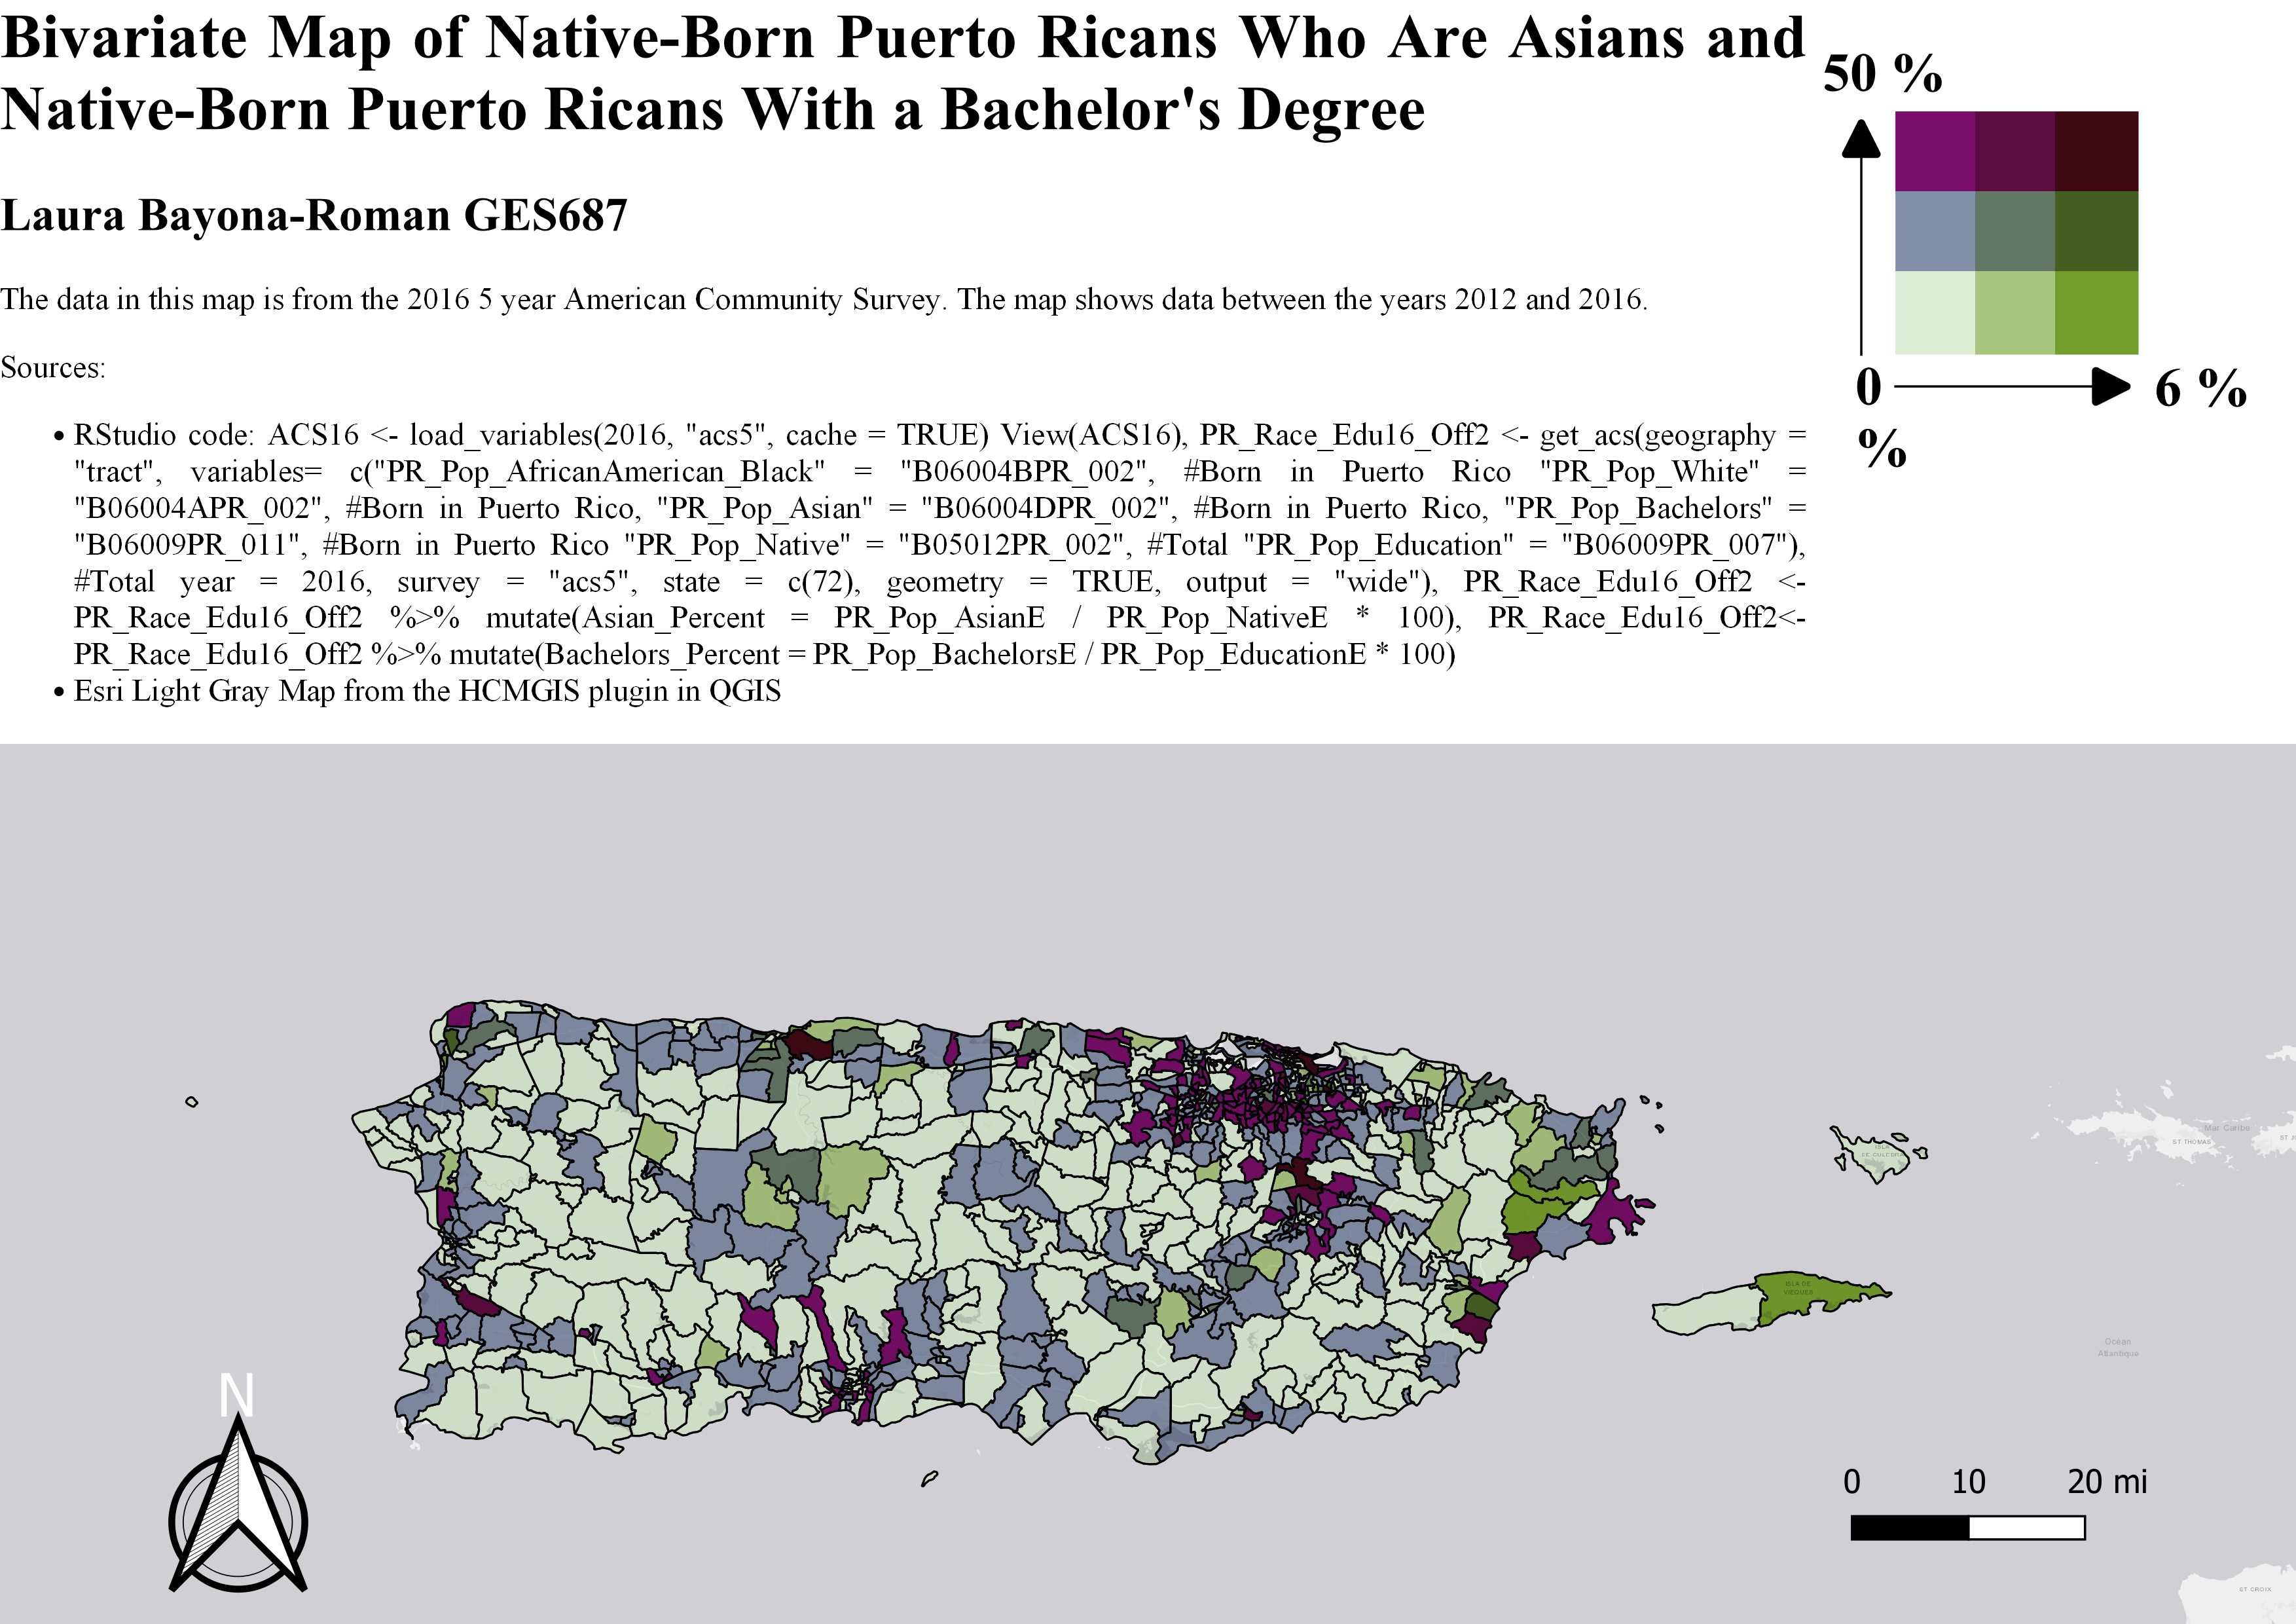 Bivariate Map of Native-Born Puerto Ricans Who Are Asians and
Native-Born Puerto Ricans With a Bachelor's Degree
Laura Bayona-Roman GES687
The data in this map is from the 2016 5 year American Community Survey. The map shows data between the years 2012 and 2016.
Sources:
• RStudio code: ACS16 <- load_variables(2016, "acs5", cache = TRUE) View(ACS16), PR_Race_Edu16_Off2 <- get_acs(geography =
"tract", variables= c("PR_Pop_AfricanAmerican_Black" = "B06004BPR_002", #Born in Puerto Rico "PR_Pop_White" =
"B06004APR_002", #Born in Puerto Rico, "PR_Pop_Asian" = "B06004DPR_002", #Born in Puerto Rico, "PR_Pop_Bachelors" =
"B06009PR_011", #Born in Puerto Rico "PR_Pop_Native" = "B05012PR_002", #Total "PR_Pop_Education" = "B06009PR_007"),
#Total year = 2016, survey = "acs5", state = c(72), geometry = TRUE, output = "wide"), PR_Race_Edu16_Off2 <-
PR_Race_Edu16_Off2 %>% mutate(Asian_Percent = PR_Pop_AsianE / PR_Pop_NativeE * 100), PR_Race_Edu16_Off2<-
PR_Race_Edu16_Off2 %>% mutate(Bachelors_Percent = PR_Pop_BachelorsE / PR_Pop_EducationE * 100)
• Esri Light Gray Map from the HCMGIS plugin in QGIS
50 %
0
%
6 %
Mar Caribe
ST THOMAS
ST J
DE CULEBRA
ISLA DE
VIEQUES
Océan
Atlantique
N
0 10 20 mi
ST CROIX